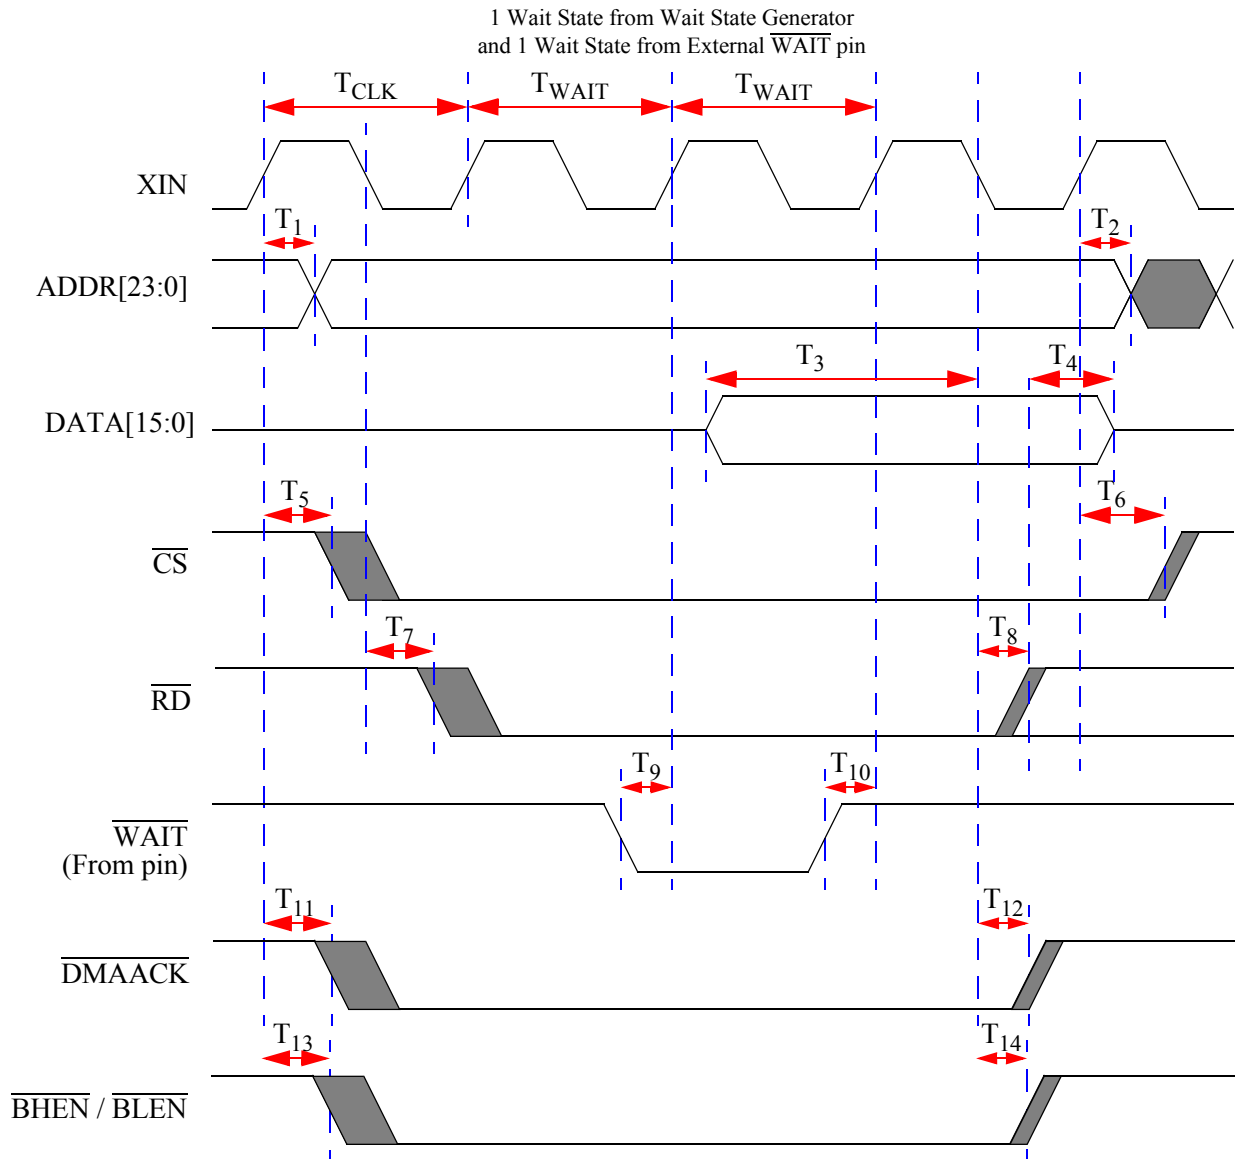 1 Wait State from Wait State Generator
and 1 Wait State from External WAIT pin
TCLK TWAIT TWAIT
XIN
T1 T2
ADDR[23:0]
T3 T4
DATA[15:0]
T5 T6
CS
T7 T8
RD
T9 T10
WAIT
(From pin)
T11 T12
DMAACK
T13 T14
BHEN / BLEN